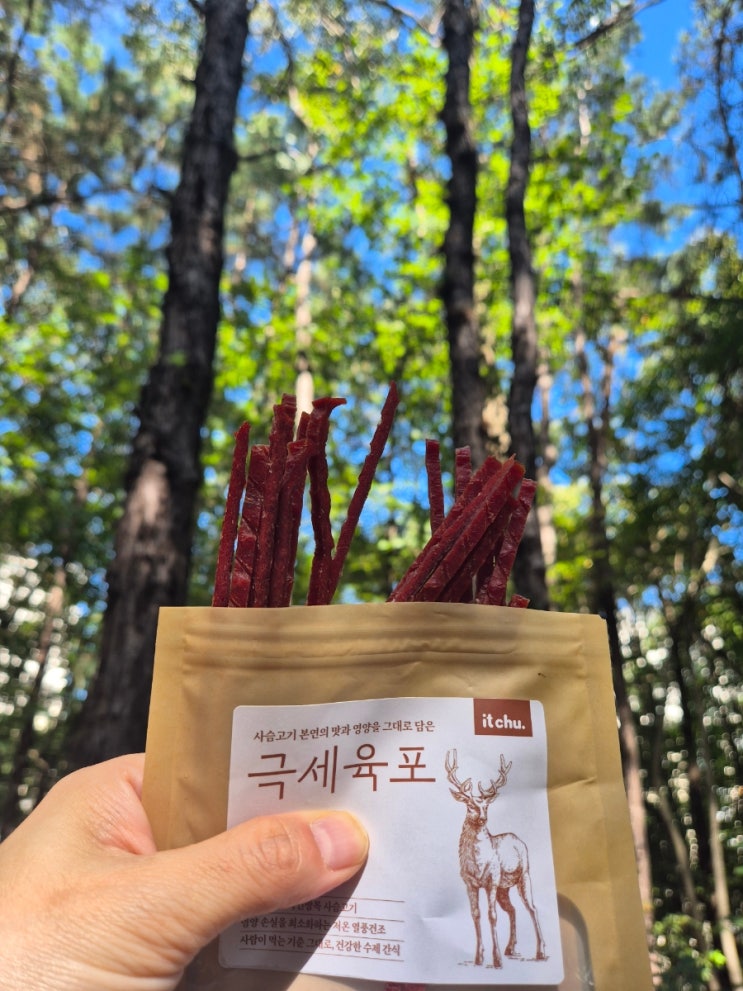 사슴고기 본연의 맛과 영양을 그대로 담은
it chu.
극세육포
사슴고기
영양 손실을 최소화하는 저온 열풍건조
사람이 먹는 기준 그대로, 건강한 수제 간식